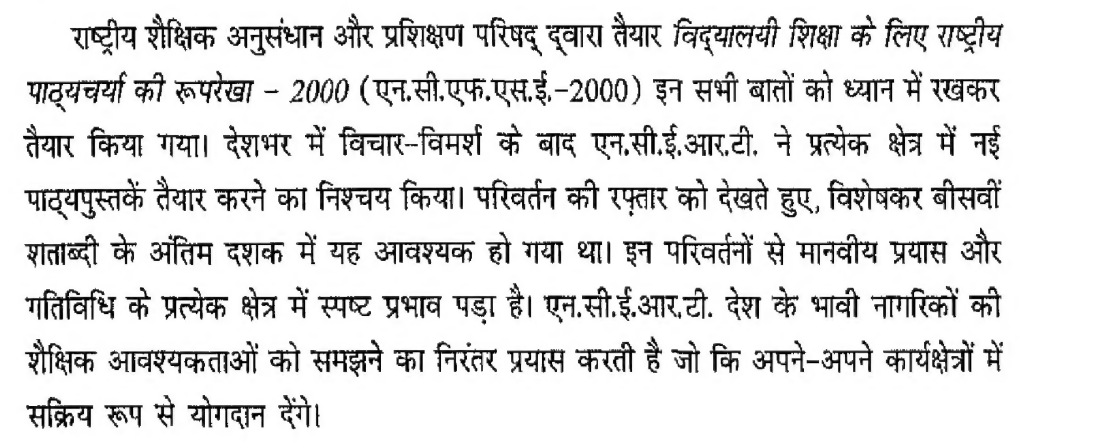 राष्ट्रीय शैक्षिक अनुसंधान और प्रशिक्षण परिषद् द्वारा तैयार विद्यालयी शिक्षा के लिए राष्ट्रीय
पाठ्यचर्या की रूपरेखा – 2000 (एन.सी.एफ.एस.ई.-2000) इन सभी बातों को ध्यान में रखकर
तैयार किया गया। देशभर में विचार-विमर्श के बाद एन.सी.ई.आर.टी. ने प्रत्येक क्षेत्र में नई
पाठ्यपुस्तकें तैयार करने का निश्चय किया। परिवर्तन की रफ़्तार को देखते हुए, विशेषकर बीसवीं
शताब्दी के अंतिम दशक में यह आवश्यक हो गया था। इन परिवर्तनों से मानवीय प्रयास और
गतिविधि के प्रत्येक क्षेत्र में स्पष्ट प्रभाव पड़ा है। एन.सी.ई.आर.टी. देश के भावी नागरिकों की
शैक्षिक आवश्यकताओं को समझने का निरंतर प्रयास करती है जो कि अपने-अपने कार्यक्षेत्रों में
सक्रिय रूप से योगदान देंगे।